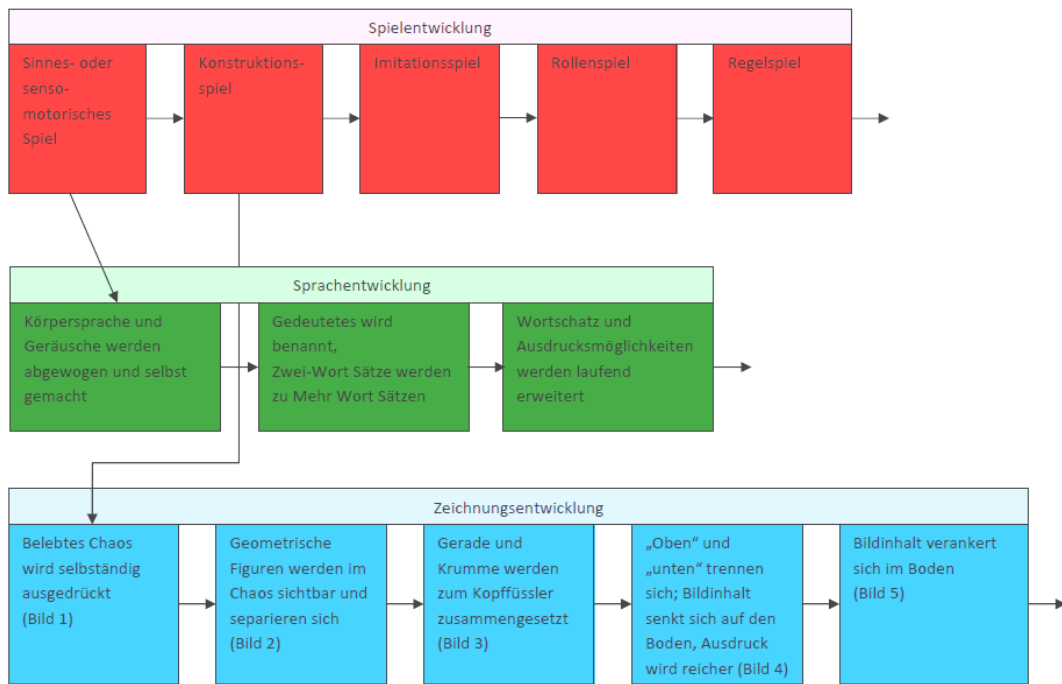 Spielentwicklung
Sinnes- oder
senso-
motorisches
Spiel
Konstruktions-
spiel
Imitationsspiel
Rollenspiel
Regelspiel
Sprachentwicklung
Körpersprache und
Geräusche werden
abgewogen und selbst
gemacht
Gedeutetes wird
benannt,
Zwei-Wort Sätze werden
zu Mehr Wort Sätzen
Wortschatz und
Ausdrucksmöglichkeiten
werden laufend
erweitert
Zeichnungsentwicklung
Belebtes Chaos
wird selbständig
ausgedrückt
(Bild 1)
Geometrische
Figuren werden im
Chaos sichtbar und
separieren sich
(Bild 2)
Gerade und
Krumme werden
zum Kopffüssler
zusammengesetzt
(Bild 3)
„Oben“ und
„unten“ trennen
sich; Bildinhalt
senkt sich auf den
Boden, Ausdruck
wird reicher (Bild 4)
Bildinhalt verankert
sich im Boden
(Bild 5)